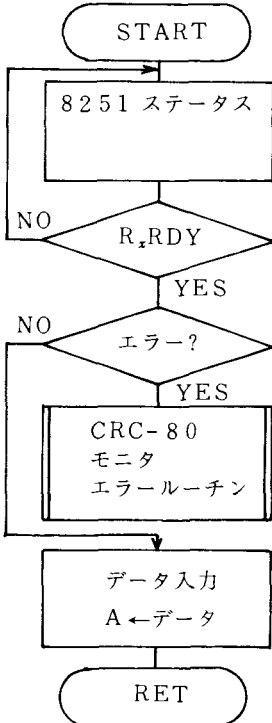 START
8251 ステータス
NO
RxRDY
YES
NO
エラー?
YES
CRC-80
モニタ
エラールーチン
データ入力
A←データ
RET